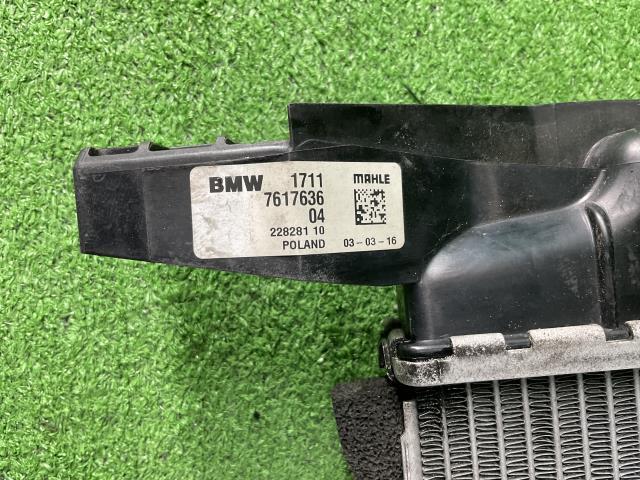 BMW 1711 MAHLE
7617636
04
228281 10
POLAND 03-03-16